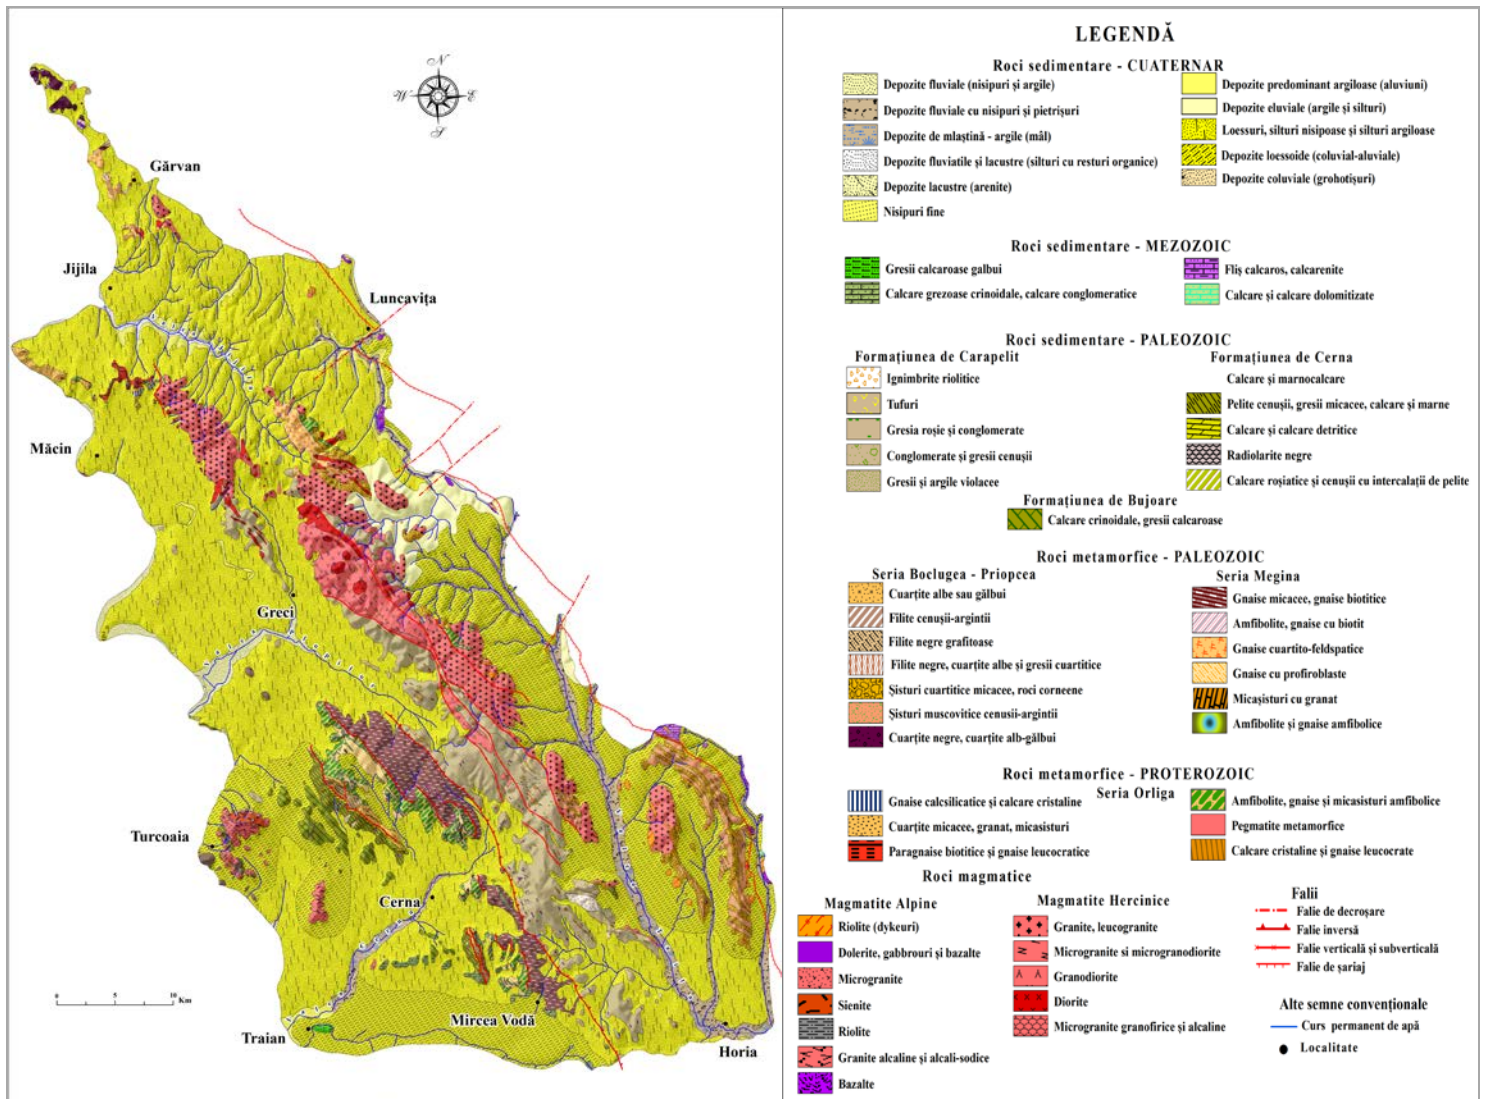 N
W E
S
Gărvan
Jijila
Luncavița
Măcin
Greci
Turcoaia
Cerna
Mircea Vodă
Traian
Horia
0 5 10 Km
LEGENDĂ
Roci sedimentare - CUATERNAR
Depozite fluviale (nisipuri și argile)
Depozite fluviale cu nisipuri și pietrișuri
Depozite de mlaștină - argile (mâl)
Depozite fluviatile și lacustre (silturi cu resturi organice)
Depozite lacustre (arenite)
Nisipuri fine
Depozite predominant argiloase (aluviuni)
Depozite eluviale (argile și silturi)
Loessuri, silturi nisipoase și silturi argiloase
Depozite loessoide (coluvial-aluviale)
Depozite coluviale (grohotișuri)
Roci sedimentare - MEZOZOIC
Gresii calcaroase galbui
Calcare grezoase crinoidale, calcare conglomeratice
Fliș calcaros, calcarenite
Calcare și calcare dolomitizate
Roci sedimentare - PALEOZOIC
Formațiunea de Carapelit
Ignimbrite riolitice
Tufuri
Gresia roșie și conglomerate
Conglomerate și gresii cenușii
Gresii și argile violacee
Formațiunea de Cerna
Calcare și marnocalcare
Pelite cenușii, gresii micacee, calcare și marne
Calcare și calcare detritice
Radiolarite negre
Calcare roșiatice și cenușii cu intercalații de pelite
Formațiunea de Bujoare
Calcare crinoidale, gresii calcaroase
Roci metamorfice - PALEOZOIC
Seria Boclugea - Priopcea
Cuarțite albe sau gălbui
Filite cenușii-argintii
Filite negre grafitoase
Filite negre, cuarțite albe și gresii cuartitice
Șisturi cuartitice micacee, roci corneene
Șisturi muscovitice cenusii-argintii
Cuarțite negre, cuarțite alb-gălbui
Seria Megina
Gnaise micacee, gnaise biotitice
Amfibolite, gnaise cu biotit
Gnaise cuartito-feldspatice
Gnaise cu profiroblaste
Micașisturi cu granat
Amfibolite și gnaise amfibolice
Roci metamorfice - PROTEROZOIC
Seria Orliga
Gnaise calcsilicatice și calcare cristaline
Cuarțite micacee, granat, micasisturi
Paragnaise biotitice și gnaise leucocratice
Amfibolite, gnaise și micasisturi amfibolice
Pegmatite metamorfice
Calcare cristaline și gnaise leucocrate
Roci magmatice
Magmatite Alpine
Riolite (dykeuri)
Dolerite, gabbrouri și bazalte
Microgranite
Sienite
Riolite
Granite alcaline și alcali-sodice
Bazalte
Magmatite Hercinice
Granite, leucogranite
Microgranite si microgranodiorite
Granodiorite
Diorite
Microgranite granofirice și alcaline
Falii
Falie de decroșare
Falie inversă
Falie verticală și subverticală
Falie de șariaj
Alte semne convenționale
Curs permanent de apă
Localitate